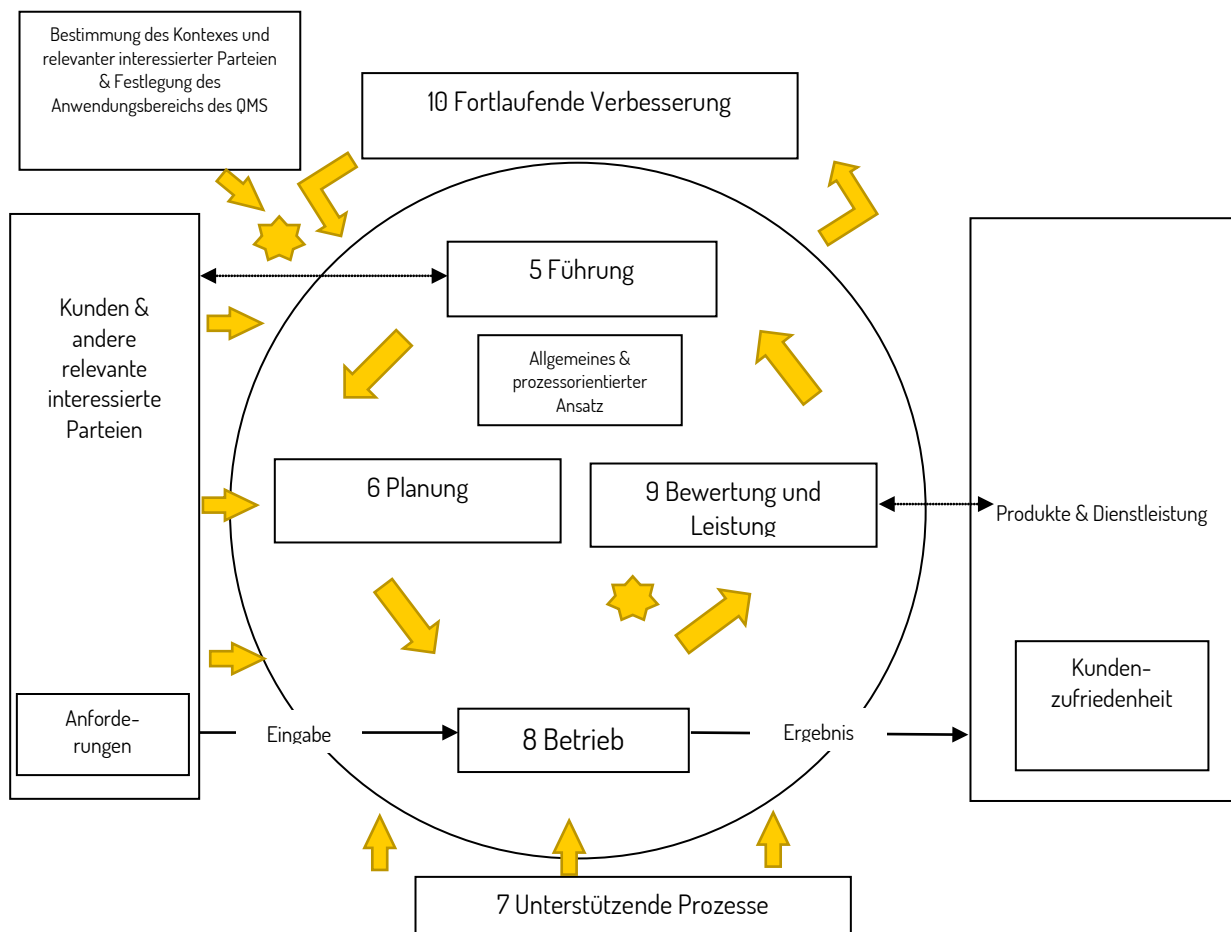 Bestimmung des Kontexes und
relevanter interessierter Parteien
& Festlegung des
Anwendungsbereichs des QMS
10 Fortlaufende Verbesserung
5 Führung
Kunden &
andere
relevante
interessierte
Parteien
Allgemeines &
prozessorientierter
Ansatz
6 Planung
9 Bewertung und
Leistung
Produkte & Dienstleistung
Kunden-
zufriedenheit
Anforde-
rungen
Eingabe
8 Betrieb
Ergebnis
7 Unterstützende Prozesse